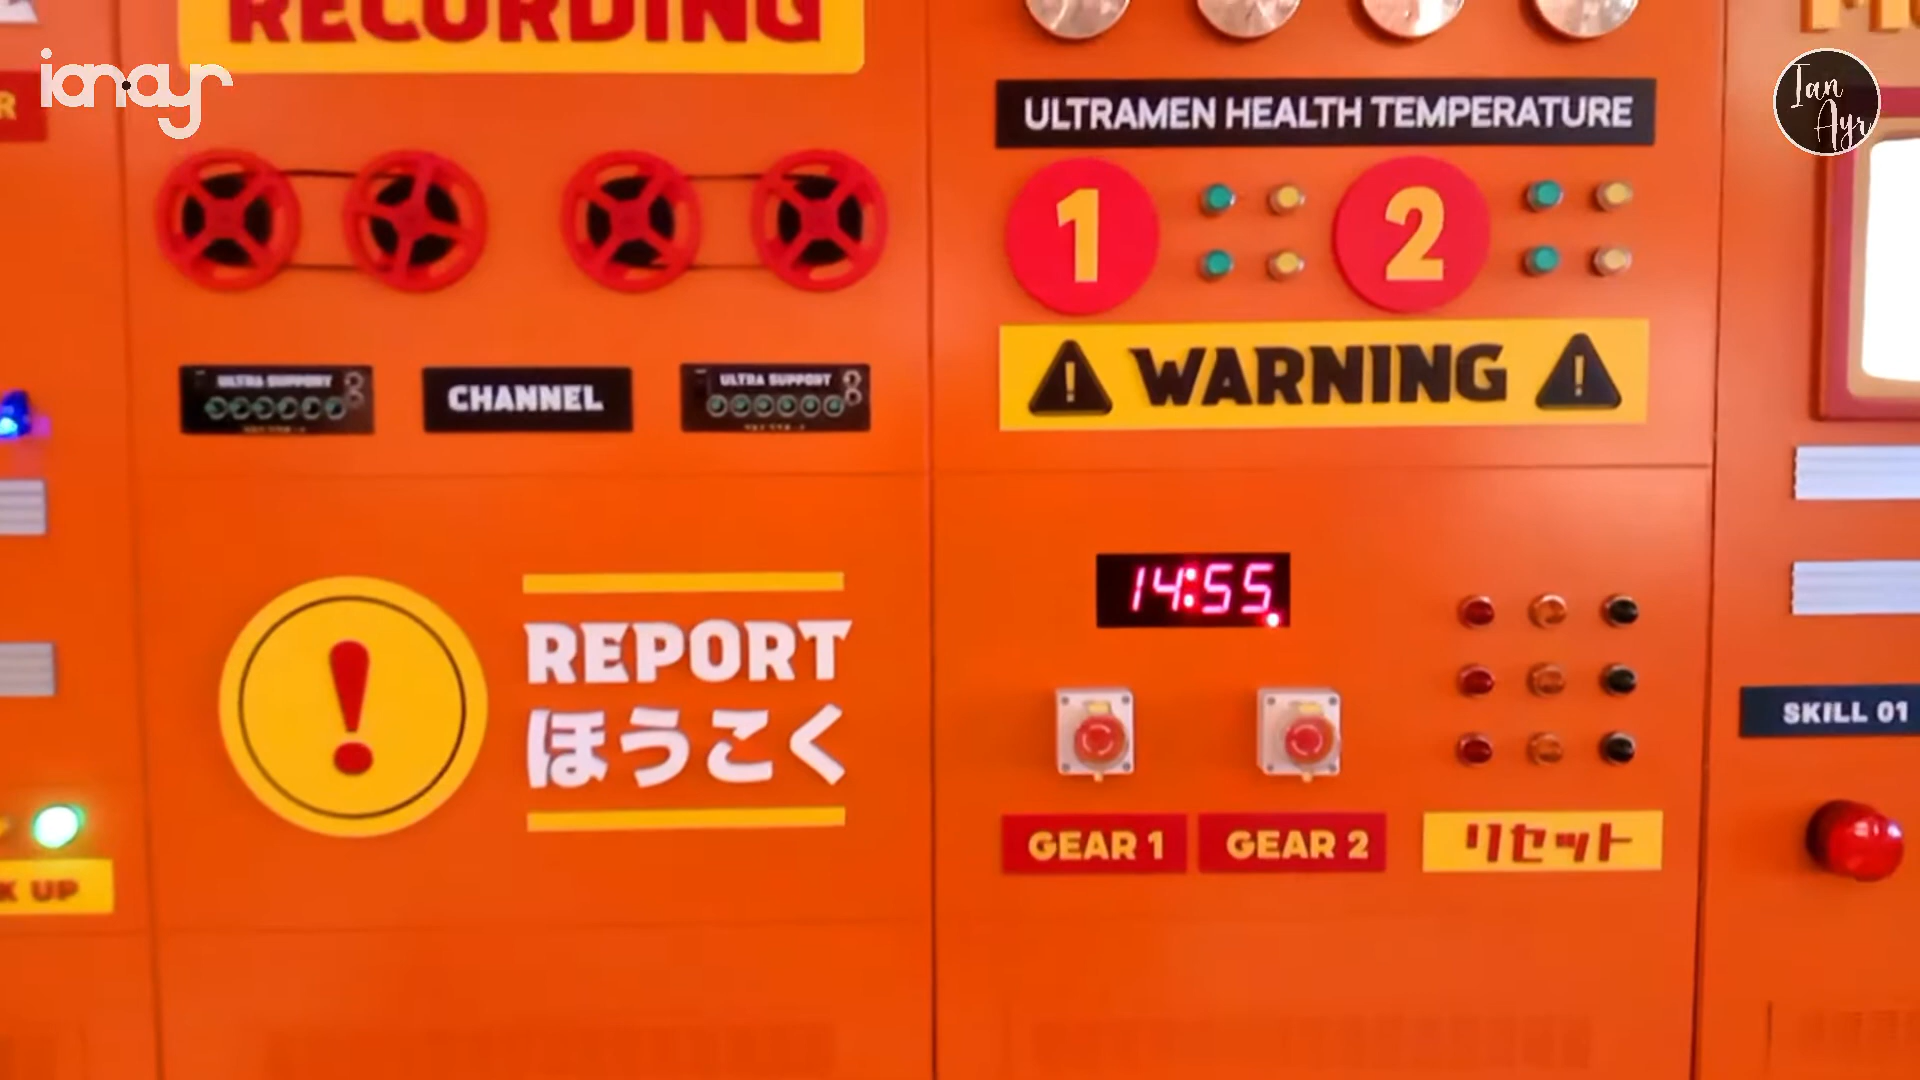 RECORDING
ianayr
Ian
Ayr
R
ULTRAMEN HEALTH TEMPERATURE
1
2
WARNING
ULTRA SUPPORT
CHANNEL
ULTRA SUPPORT
14:55
REPORT
ほうこく
SKILL 01
GEAR 1
GEAR 2
リセット
K UP